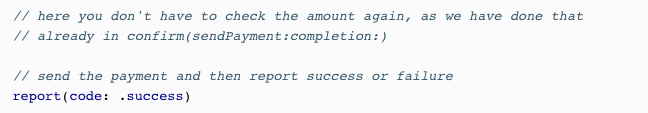 // here you don't have to check the amount again, as we have done that
// already in confirm(sendPayment:completion:)
// send the payment and then report success or failure
report(code: .success)